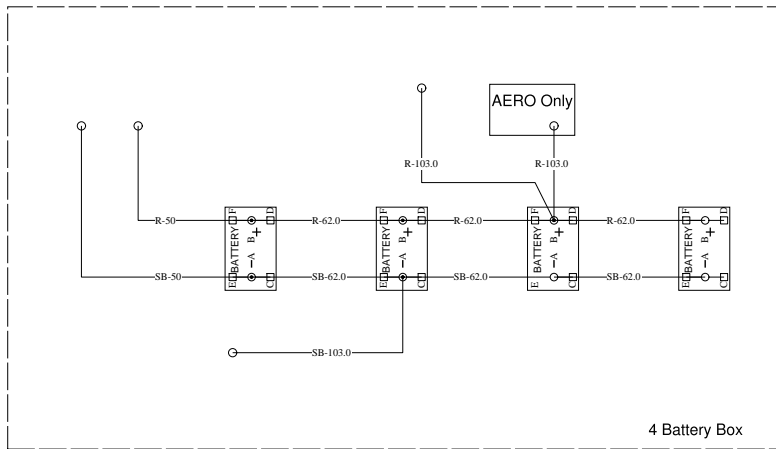 AERO Only
R-103.0
R-103.0
R-50
R-62.0
R-62.0
R-62.0
SB-50
SB-62.0
SB-62.0
SB-62.0
SB-103.0
BATTERY
F
D
B
+
-
A
E
C
BATTERY
F
D
B
+
-
A
E
C
BATTERY
F
D
B
+
-
A
E
C
BATTERY
F
D
B
+
-
A
E
C
4 Battery Box